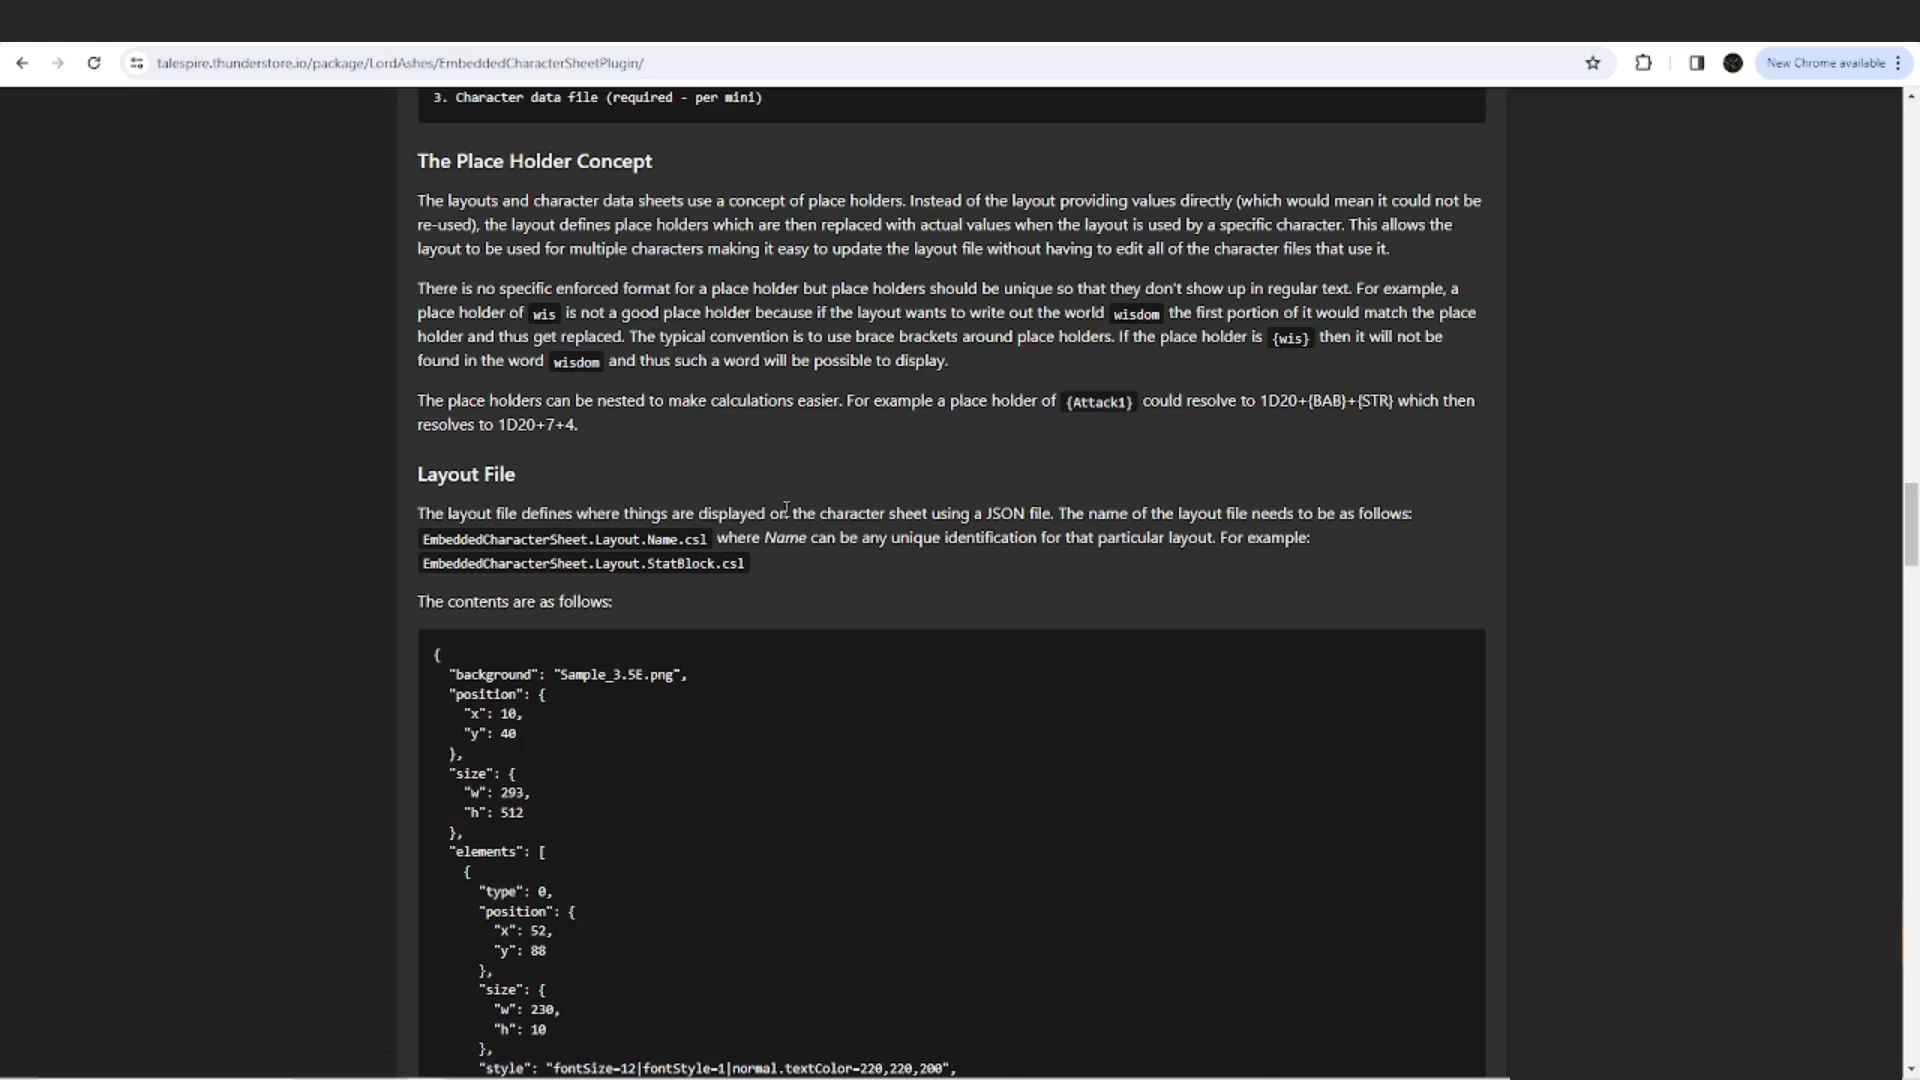 talespire.thunderstore.io/package/LordAshes/EmbeddedCharacterSheetPlugin/
New Chrome available
3. Character data file (required - per mini)
The Place Holder Concept
The layouts and character data sheets use a concept of place holders. Instead of the layout providing values directly (which would mean it could not be
re-used), the layout defines place holders which are then replaced with actual values when the layout is used by a specific character. This allows the
layout to be used for multiple characters making it easy to update the layout file without having to edit all of the character files that use it.
There is no specific enforced format for a place holder but place holders should be unique so that they don't show up in regular text. For example, a
place holder of wis is not a good place holder because if the layout wants to write out the world wisdom the first portion of it would match the place
holder and thus get replaced. The typical convention is to use brace brackets around place holders. If the place holder is {wis} then it will not be
found in the word wisdom and thus such a word will be possible to display.
The place holders can be nested to make calculations easier. For example a place holder of {Attack1} could resolve to 1D20+{BAB}+{STR} which then
resolves to 1D20+7+4.
Layout File
The layout file defines where things are displayed on the character sheet using a JSON file. The name of the layout file needs to be as follows:
EmbeddedCharacterSheet.Layout.Name.csl where Name can be any unique identification for that particular layout. For example:
EmbeddedCharacterSheet.Layout.StatBlock.csl
The contents are as follows:
{
"background": "Sample_3.5E.png",
"position": {
"x": 10,
"y": 40
},
"size": {
"w": 293,
"h": 512
},
"elements": [
{
"type": 0,
"position": {
"x": 52,
"y": 88
},
"size": {
"w": 230,
"h": 10
},
"style": "fontSize=12|fontStyle=1|normal.textColor=220,220,200",